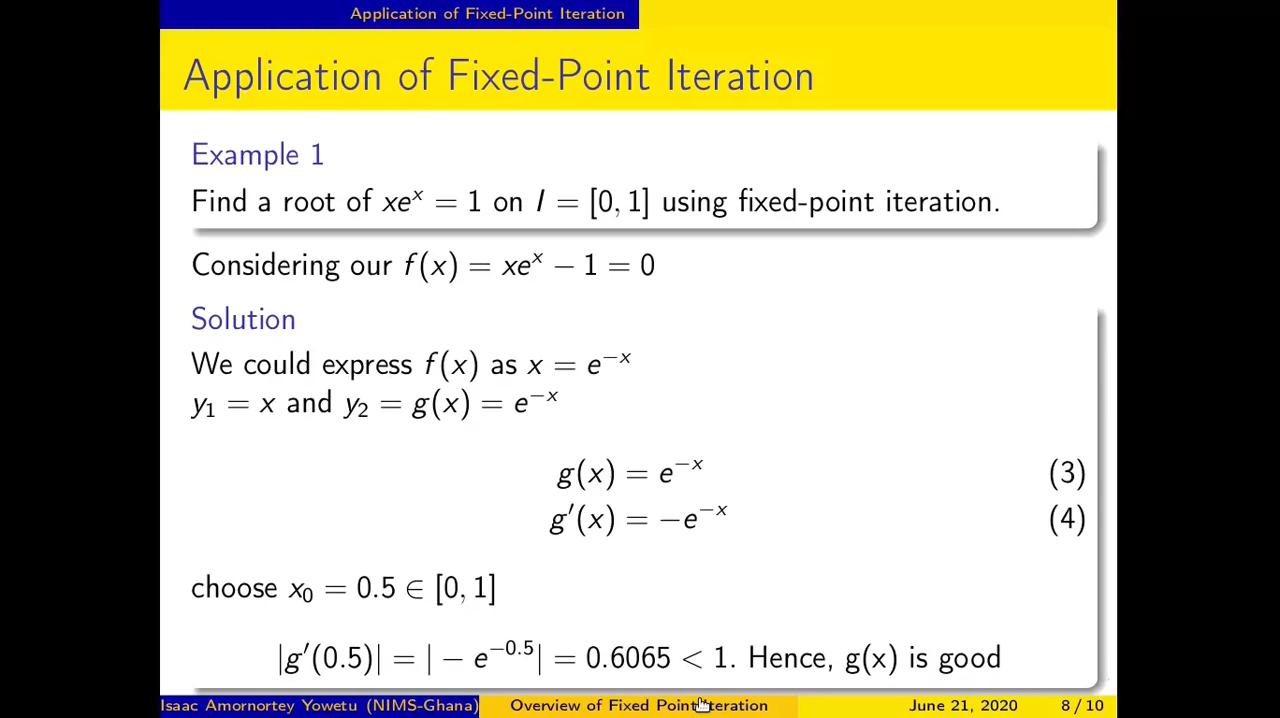 Application of Fixed-Point Iteration
Application of Fixed-Point Iteration
Example 1
Find a root of xeˣ = 1 on I = [0, 1] using fixed-point iteration.
Considering our f(x) = xeˣ − 1 = 0
Solution
We could express f(x) as x = e⁻ˣ
y₁ = x and y₂ = g(x) = e⁻ˣ
g(x) = e⁻ˣ (3)
g′(x) = −e⁻ˣ (4)
choose x₀ = 0.5 ∈ [0, 1]
|g′(0.5)| = | − e^{−0.5}| = 0.6065 < 1. Hence, g(x) is good
Isaac Amornortey Yowetu (NIMS-Ghana) Overview of Fixed Point Iteration June 21, 2020 8 / 10